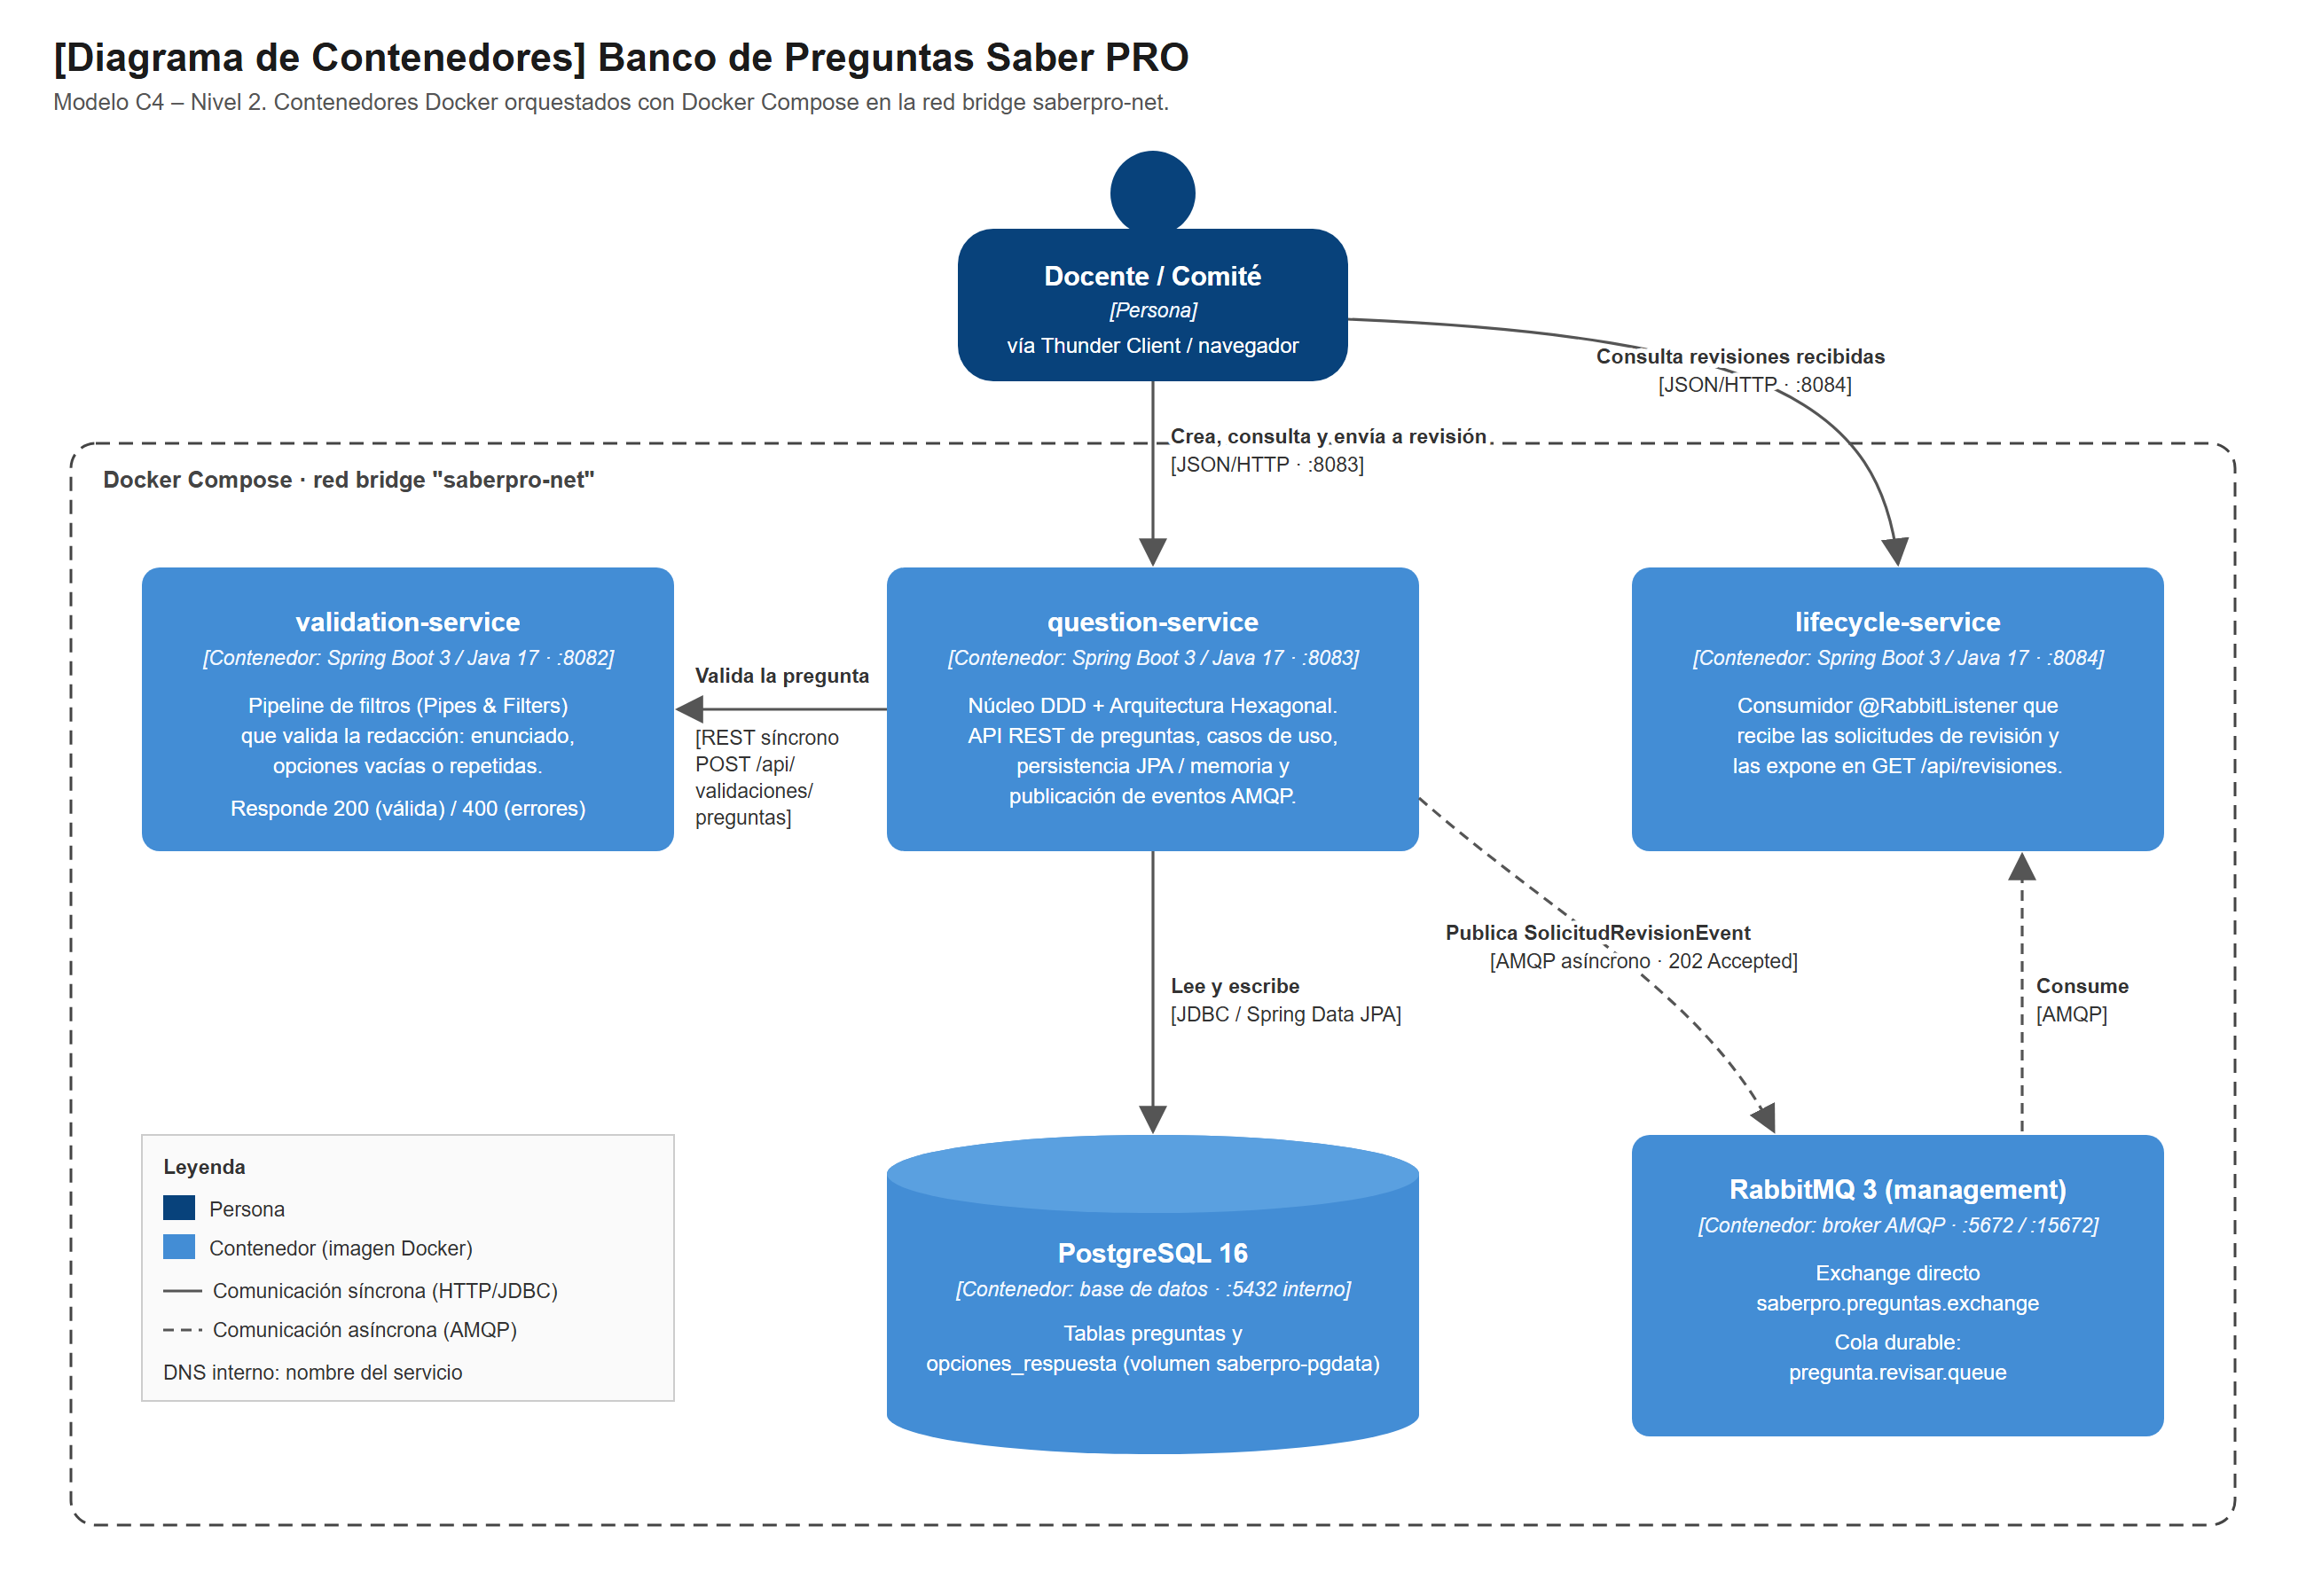 [Diagrama de Contenedores] Banco de Preguntas Saber PRO
Modelo C4 – Nivel 2. Contenedores Docker orquestados con Docker Compose en la red bridge saberpro-net.
Docente / Comité
[Persona]
vía Thunder Client / navegador
Consulta revisiones recibidas
[JSON/HTTP · :8084]
Crea, consulta y envía a revisión
[JSON/HTTP · :8083]
Docker Compose · red bridge "saberpro-net"
validation-service
[Contenedor: Spring Boot 3 / Java 17 · :8082]
Pipeline de filtros (Pipes & Filters)
que valida la redacción: enunciado,
opciones vacías o repetidas.
Responde 200 (válida) / 400 (errores)
Valida la pregunta
[REST síncrono
POST /api/
validaciones/
preguntas]
question-service
[Contenedor: Spring Boot 3 / Java 17 · :8083]
Núcleo DDD + Arquitectura Hexagonal.
API REST de preguntas, casos de uso,
persistencia JPA / memoria y
publicación de eventos AMQP.
lifecycle-service
[Contenedor: Spring Boot 3 / Java 17 · :8084]
Consumidor @RabbitListener que
recibe las solicitudes de revisión y
las expone en GET /api/revisiones.
Publica SolicitudRevisionEvent
[AMQP asíncrono · 202 Accepted]
Lee y escribe
[JDBC / Spring Data JPA]
Consume
[AMQP]
Leyenda
Persona
Contenedor (imagen Docker)
Comunicación síncrona (HTTP/JDBC)
Comunicación asíncrona (AMQP)
DNS interno: nombre del servicio
PostgreSQL 16
[Contenedor: base de datos · :5432 interno]
Tablas preguntas y
opciones_respuesta (volumen saberpro-pgdata)
RabbitMQ 3 (management)
[Contenedor: broker AMQP · :5672 / :15672]
Exchange directo
saberpro.preguntas.exchange
Cola durable:
pregunta.revisar.queue